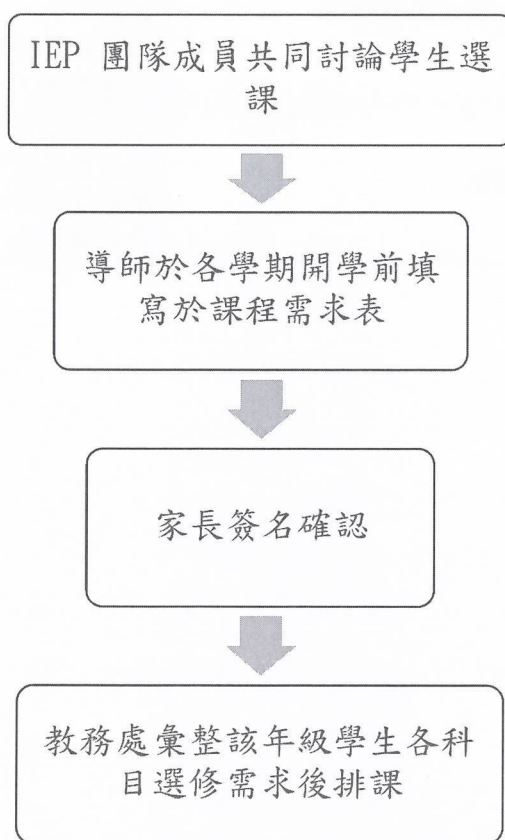 IEP 團隊成員共同討論學生選
課
導師於各學期開學前填
寫於課程需求表
家長簽名確認
教務處彙整該年級學生各科
目選修需求後排課